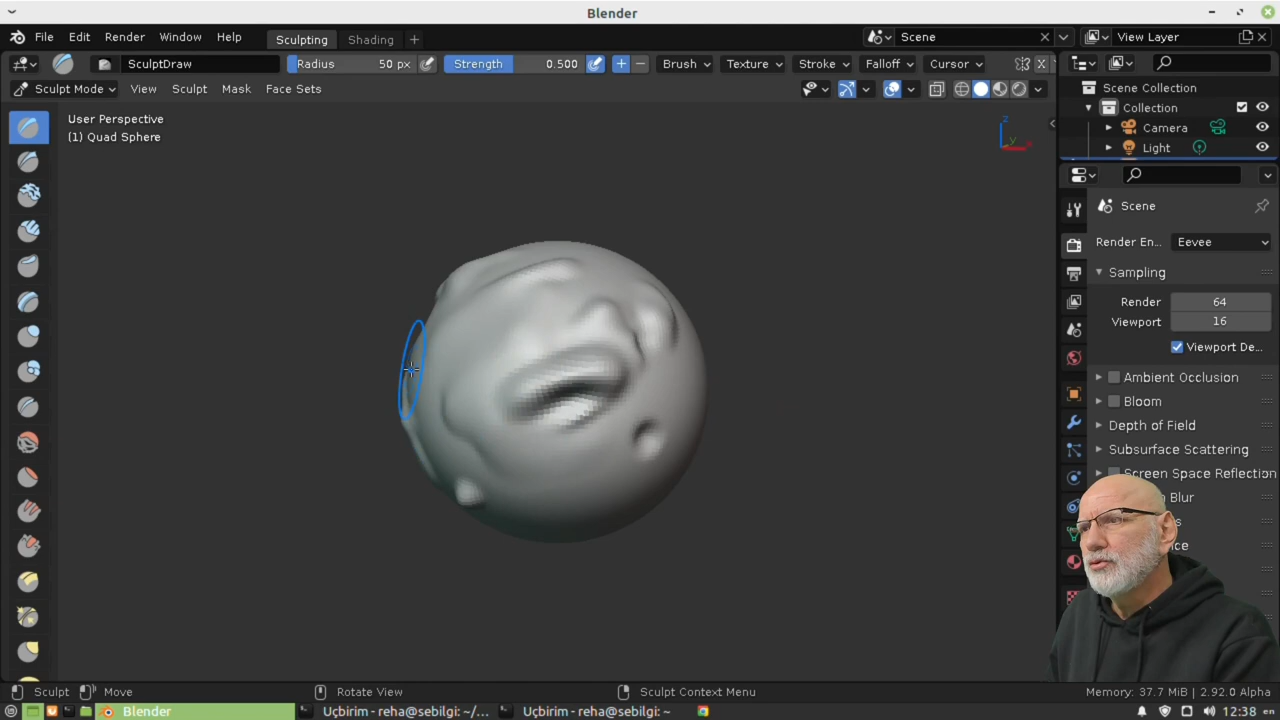 Blender
File Edit Render Window Help Sculpting Shading + Scene View Layer
SculptDraw Radius 50 px Strength 0.500 Brush Texture Stroke Falloff Cursor X
Sculpt Mode View Sculpt Mask Face Sets
Scene Collection
Collection
Camera
Light
User Perspective
(1) Quad Sphere
Z
Y
Scene
Render En... Eevee
Sampling
Render 64
Viewport 16
Viewport De...
Ambient Occlusion
Bloom
Depth of Field
Subsurface Scattering
Screen Space Reflection
Blur
Sculpt Move Rotate View Sculpt Context Menu Memory: 37.7 MiB | 2.92.0 Alpha
Blender Uçbirim - reha@sebilgi: ~/... Uçbirim - reha@sebilgi: ~ 12:38 en